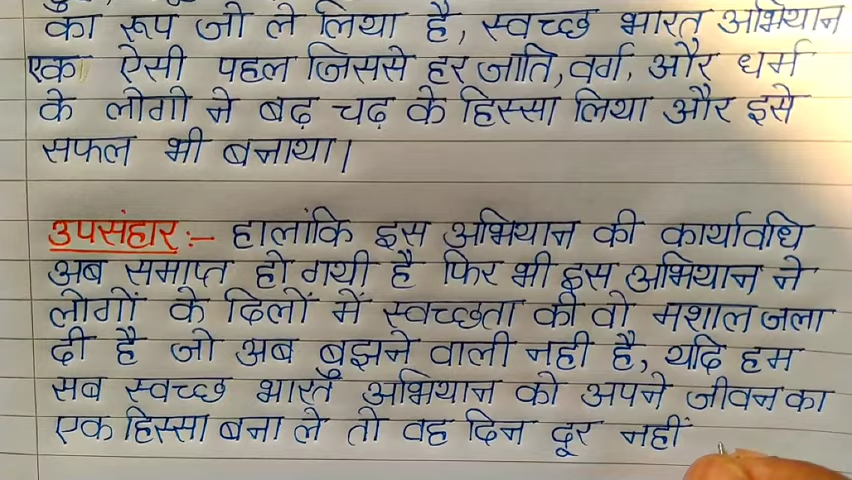 का रूप जो ले लिया है, स्वच्छ भारत अभियान
एक ऐसी पहल जिससे हर जाति, वर्ग, और धर्म
के लोगो ने बढ़ चढ़ के हिस्सा लिया और इसे
सफल भी बनाया।
उपसंहार:- हालांकि इस अभियान की कार्यावधि
अब समाप्त हो गयी है फिर भी इस अभियान ने
लोगों के दिलों में स्वच्छता की वो मशाल जला
दी है जो अब बुझने वाली नही है, यदि हम
सब स्वच्छ भारत अभियान को अपने जीवन का
एक हिस्सा बना ले तो वह दिन दूर नहीं